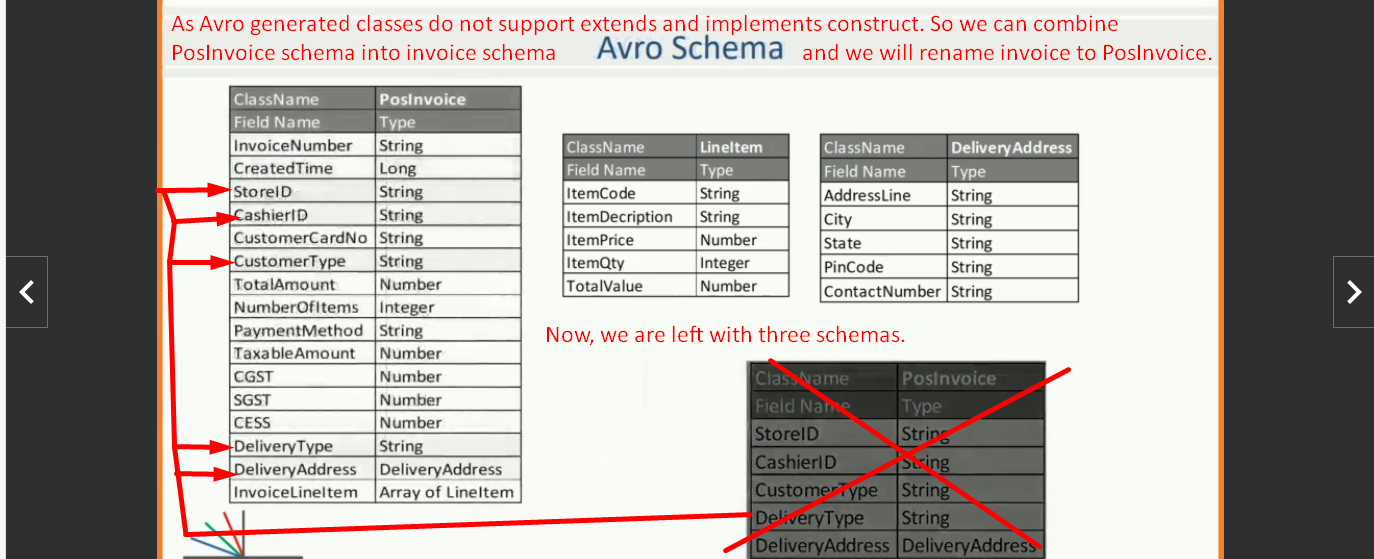 As Avro generated classes do not support extends and implements construct. So we can combine
PosInvoice schema into invoice schema Avro Schema and we will rename invoice to PosInvoice.
ClassName PosInvoice
Field Name Type
InvoiceNumber String
CreatedTime Long
StoreID String
CashierID String
CustomerCardNo String
CustomerType String
TotalAmount Number
NumberOfItems Integer
PaymentMethod String
TaxableAmount Number
CGST Number
SGST Number
CESS Number
DeliveryType String
DeliveryAddress DeliveryAddress
InvoiceLineItem Array of LineItem
ClassName LineItem
Field Name Type
ItemCode String
ItemDecription String
ItemPrice Number
ItemQty Integer
TotalValue Number
ClassName DeliveryAddress
Field Name Type
AddressLine String
City String
State String
PinCode String
ContactNumber String
Now, we are left with three schemas.
ClassName PosInvoice
Field Name Type
StoreID String
CashierID String
CustomerType String
DeliveryType String
DeliveryAddress DeliveryAddress